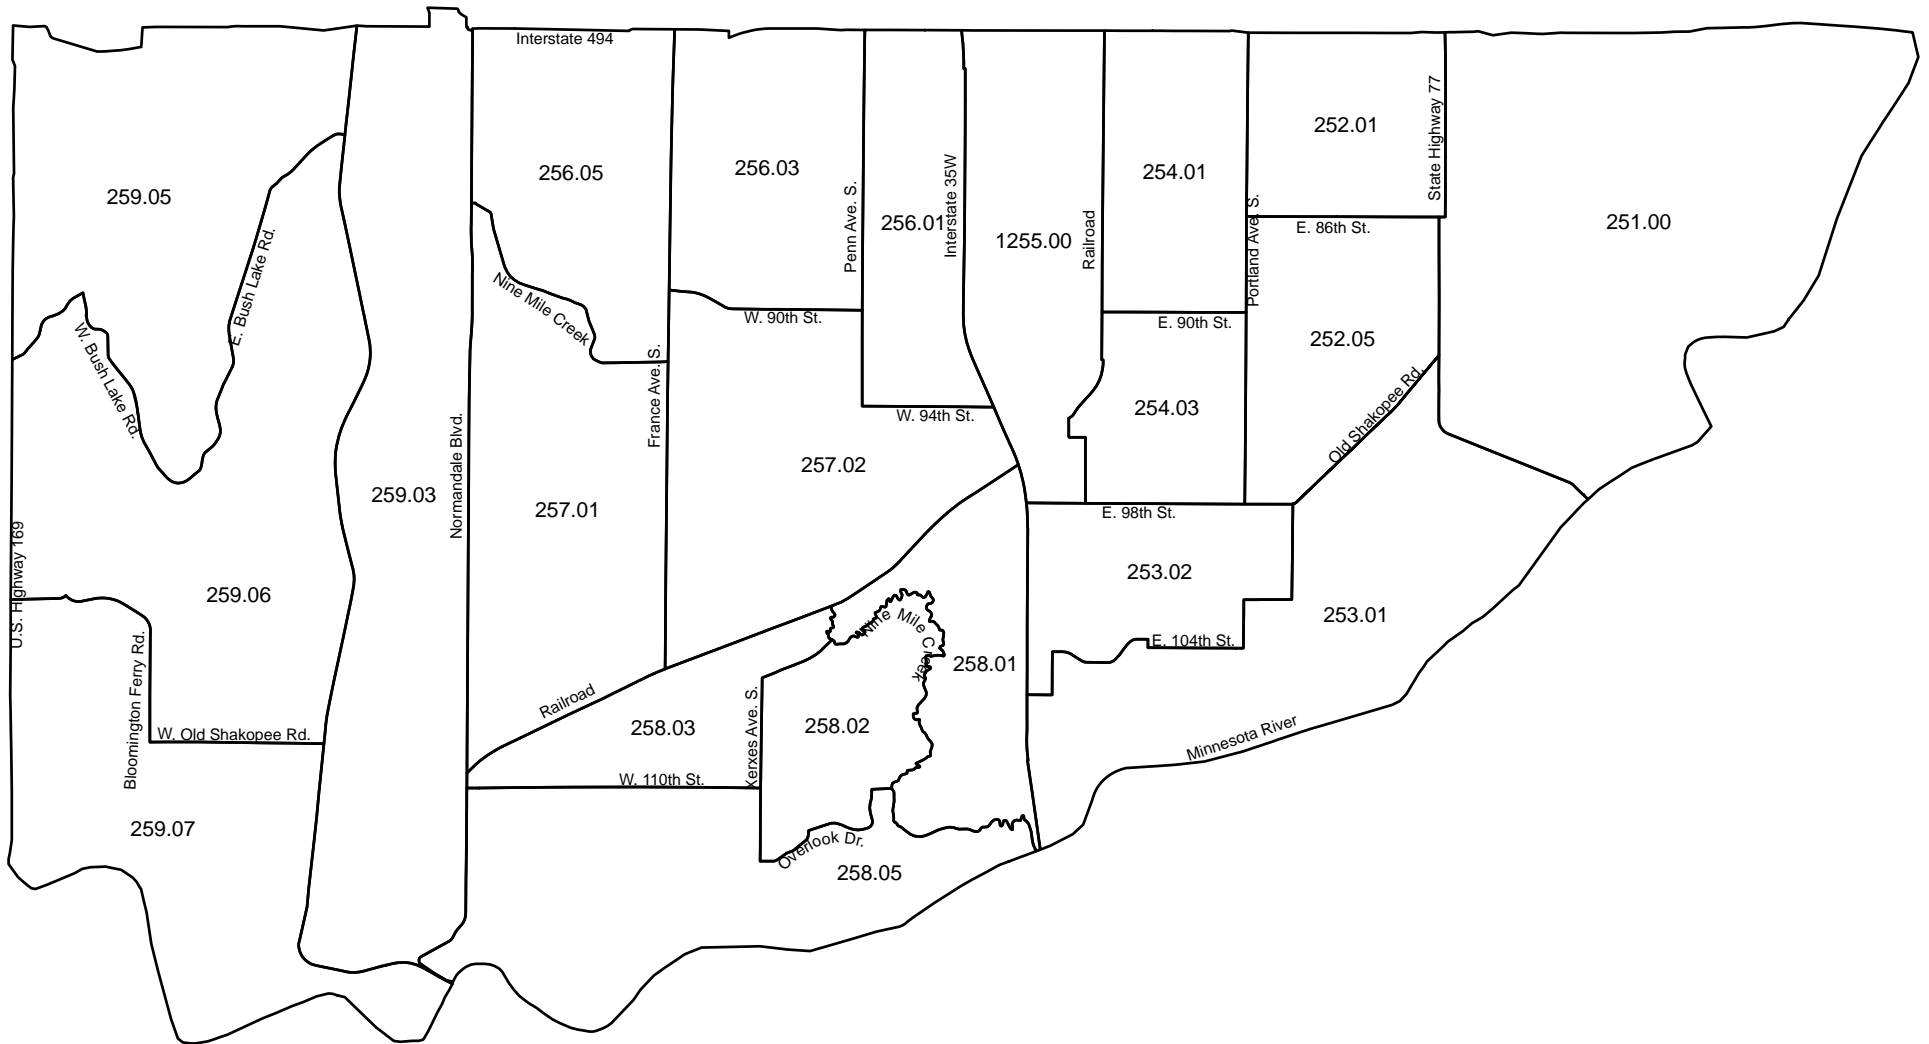 Interstate 494
259.05
256.05
256.03
256.01
1255.00
254.01
252.01
251.00
State Highway 77
Penn Ave. S.
Interstate 35W
Railroad
Portland Ave. S.
E. 86th St.
E. Bush Lake Rd.
W. Bush Lake Rd.
Nine Mile Creek
W. 90th St.
E. 90th St.
252.05
France Ave. S.
254.03
W. 94th St.
Old Shakopee Rd.
Normandale Blvd.
257.02
259.03
257.01
E. 98th St.
U.S. Highway 169
253.02
259.06
253.01
Nine Mile Creek
E. 104th St.
258.01
Bloomington Ferry Rd.
Railroad
Xerxes Ave. S.
258.03
258.02
W. Old Shakopee Rd.
Minnesota River
W. 110th St.
259.07
Overlook Dr.
258.05